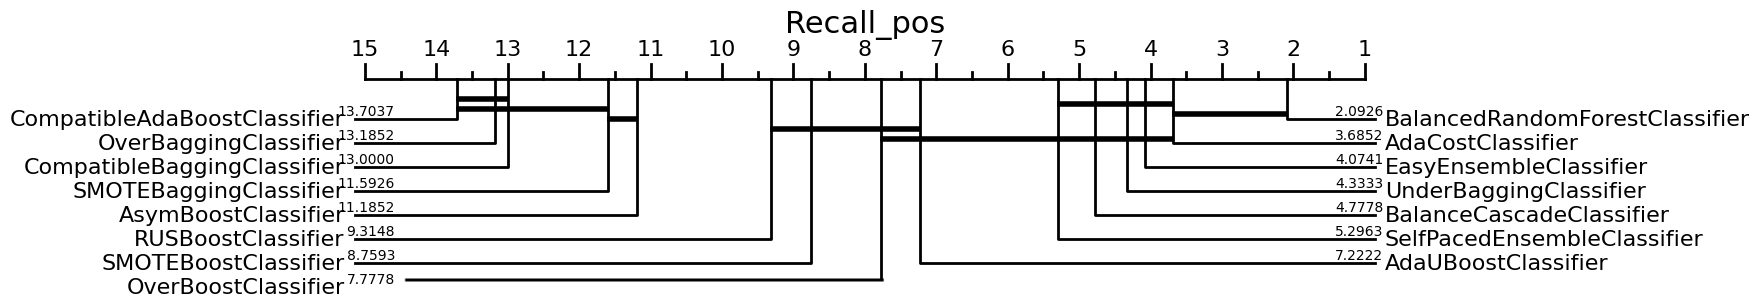 Recall_pos
15 14 13 12 11 10 9 8 7 6 5 4 3 2 1
CompatibleAdaBoostClassifier 13.7037
OverBaggingClassifier 13.1852
CompatibleBaggingClassifier 13.0000
SMOTEBaggingClassifier 11.5926
AsymBoostClassifier 11.1852
RUSBoostClassifier 9.3148
SMOTEBoostClassifier 8.7593
OverBoostClassifier 7.7778
2.0926 BalancedRandomForestClassifier
3.6852 AdaCostClassifier
4.0741 EasyEnsembleClassifier
4.3333 UnderBaggingClassifier
4.7778 BalanceCascadeClassifier
5.2963 SelfPacedEnsembleClassifier
7.2222 AdaUBoostClassifier